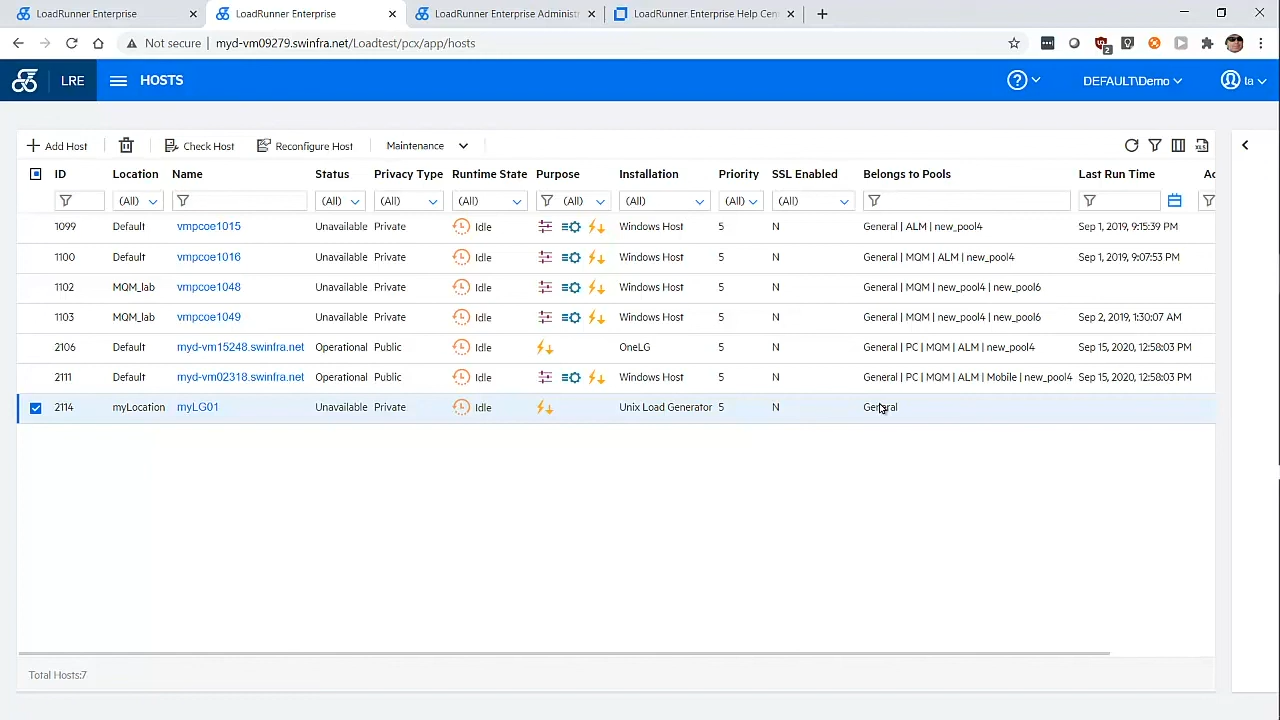 LoadRunner Enterprise
LoadRunner Enterprise
LoadRunner Enterprise Administr
LoadRunner Enterprise Help Cen
Not secure | myd-vm09279.swinfra.net/Loadtest/pcx/app/hosts
2
LRE HOSTS ? DEFAULT\Demo ta
Add Host Check Host Reconfigure Host Maintenance XLS
ID Location Name Status Privacy Type Runtime State Purpose Installation Priority SSL Enabled Belongs to Pools Last Run Time Ac
(All) (All) (All) (All) (All) (All) (All) (All)
1099 Default vmpcoe1015 Unavailable Private Idle Windows Host 5 N General | ALM | new_pool4 Sep 1, 2019, 9:15:39 PM
1100 Default vmpcoe1016 Unavailable Private Idle Windows Host 5 N General | MQM | ALM | new_pool4 Sep 1, 2019, 9:07:53 PM
1102 MQM_lab vmpcoe1048 Unavailable Private Idle Windows Host 5 N General | MQM | new_pool4 | new_pool6
1103 MQM_lab vmpcoe1049 Unavailable Private Idle Windows Host 5 N General | MQM | new_pool4 | new_pool6 Sep 2, 2019, 1:30:07 AM
2106 Default myd-vm15248.swinfra.net Operational Public Idle OneLG 5 N General | PC | MQM | ALM | new_pool4 Sep 15, 2020, 12:58:03 PM
2111 Default myd-vm02318.swinfra.net Operational Public Idle Windows Host 5 N General | PC | MQM | ALM | Mobile | new_pool4 Sep 15, 2020, 12:58:03 PM
2114 myLocation myLG01 Unavailable Private Idle Unix Load Generator 5 N General
Total Hosts:7